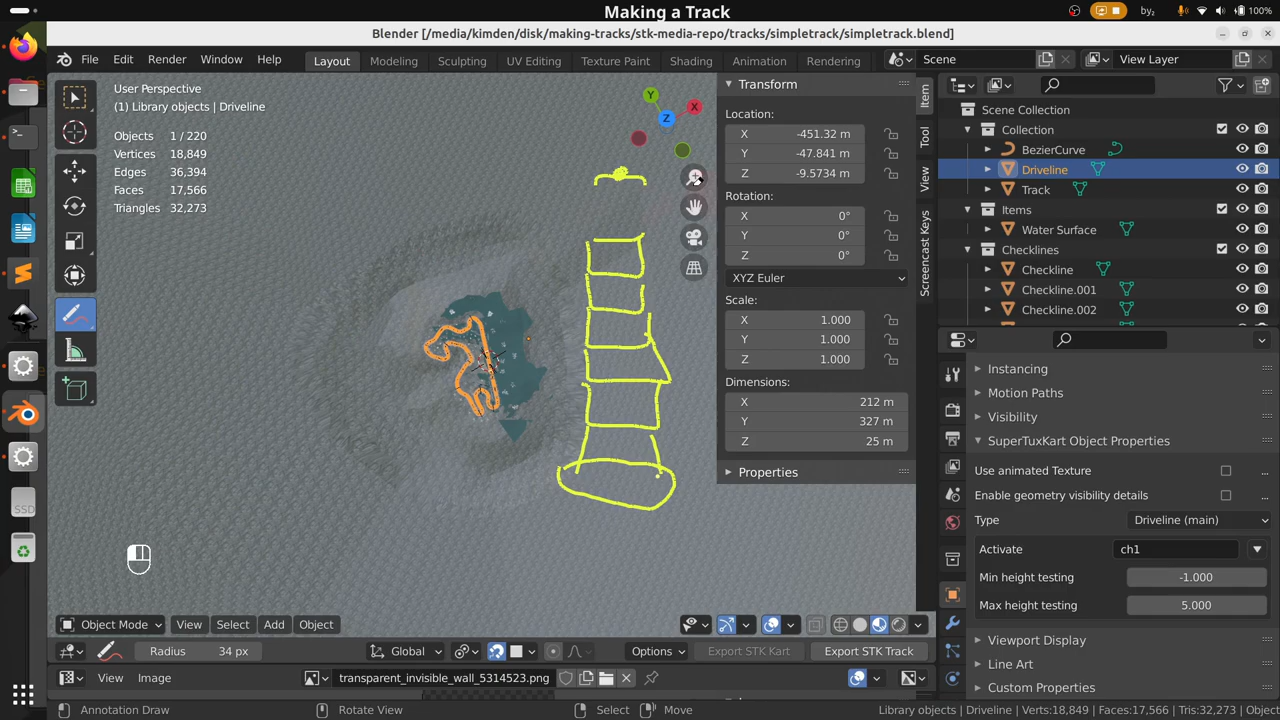 Making a Track
by₂
100%
Blender [/media/kimden/disk/making-tracks/stk-media-repo/tracks/simpletrack/simpletrack.blend]
File Edit Render Window Help
Layout Modeling Sculpting UV Editing Texture Paint Shading Animation Rendering
Scene
View Layer
User Perspective
(1) Library objects | Driveline
Objects 1 / 220
Vertices 18,849
Edges 36,394
Faces 17,566
Triangles 32,273
Y
X
Z
Transform
Location:
X -451.32 m
Y -47.841 m
Z -9.5734 m
Rotation:
X 0°
Y 0°
Z 0°
XYZ Euler
Scale:
X 1.000
Y 1.000
Z 1.000
Dimensions:
X 212 m
Y 327 m
Z 25 m
Properties
Item
Tool
View
Screencast Keys
Scene Collection
Collection
BezierCurve
Driveline
Track
Items
Water Surface
Checklines
Checkline
Checkline.001
Checkline.002
Instancing
Motion Paths
Visibility
SuperTuxKart Object Properties
Use animated Texture ...
Enable geometry visibility details ...
Type Driveline (main)
Activate ch1
Min height testing -1.000
Max height testing 5.000
Viewport Display
Line Art
Custom Properties
SSD
Object Mode View Select Add Object
Radius 34 px
Global
Options
Export STK Kart
Export STK Track
View Image
transparent_invisible_wall_5314523.png
Annotation Draw
Rotate View
Select
Move
Library objects | Driveline | Verts:18,849 | Faces:17,566 | Tris:32,273 | Object